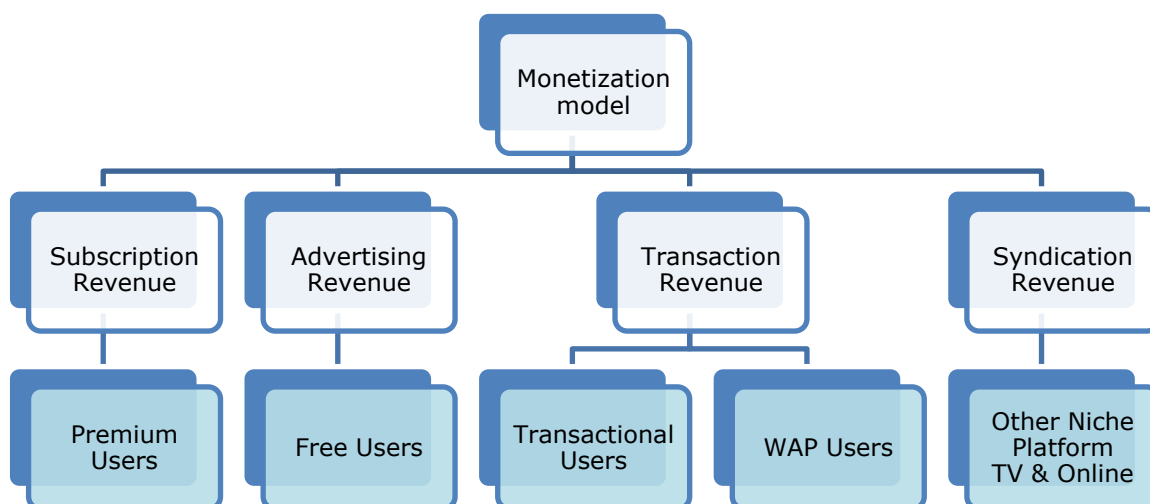 Monetization
model
Subscription
Revenue
Advertising
Revenue
Transaction
Revenue
Syndication
Revenue
Premium
Users
Free Users
Transactional
Users
WAP Users
Other Niche
Platform
TV & Online